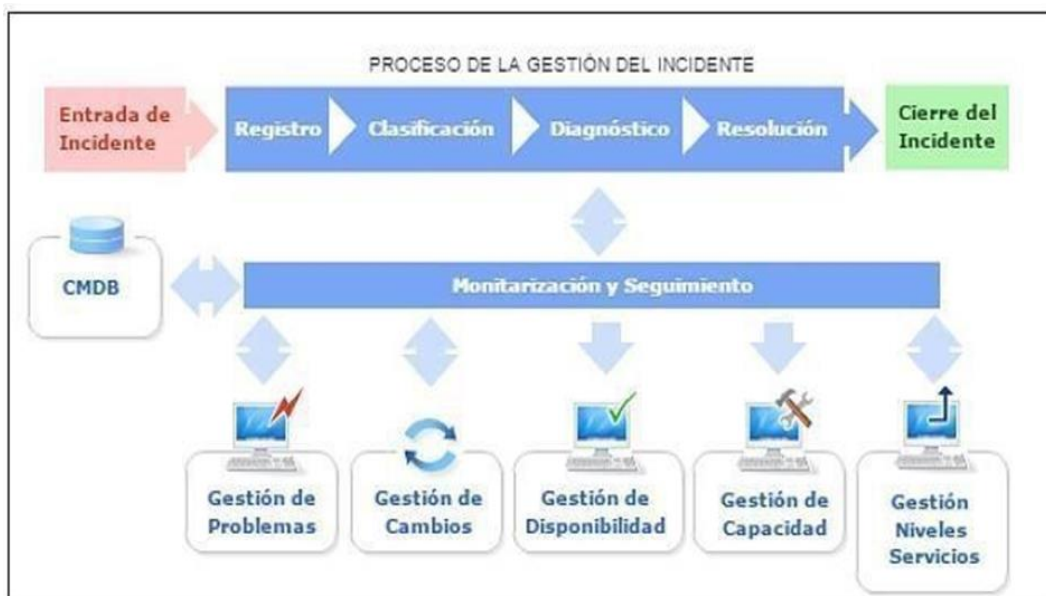 PROCESO DE LA GESTIÓN DEL INCIDENTE
Entrada de
Incidente
Registro
Clasificación
Diagnóstico
Resolución
Cierre del
Incidente
CMDB
Monitarización y Seguimiento
Gestión de
Problemas
Gestión de
Cambios
Gestión de
Disponibilidad
Gestión de
Capacidad
Gestión
Niveles
Servicios